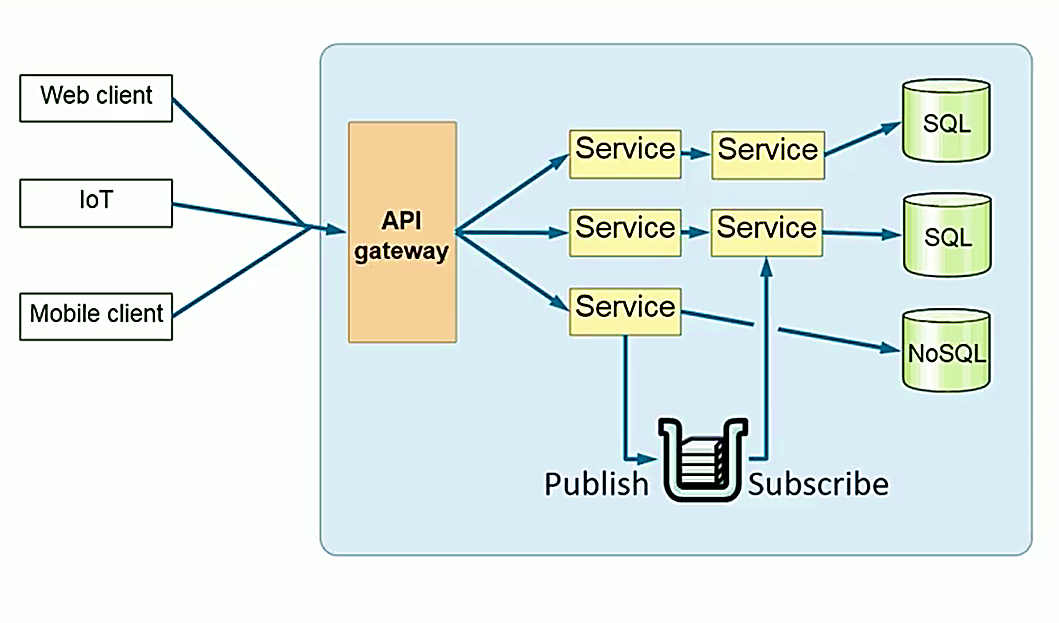 Web client
IoT
Mobile client
API
gateway
Service
Service
SQL
Service
Service
SQL
Service
NoSQL
Publish
Subscribe